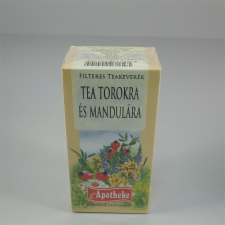 FILTERES TEAKEVERÉK
TEA TOROKRA
ÉS MANDULÁRA
Apotheke